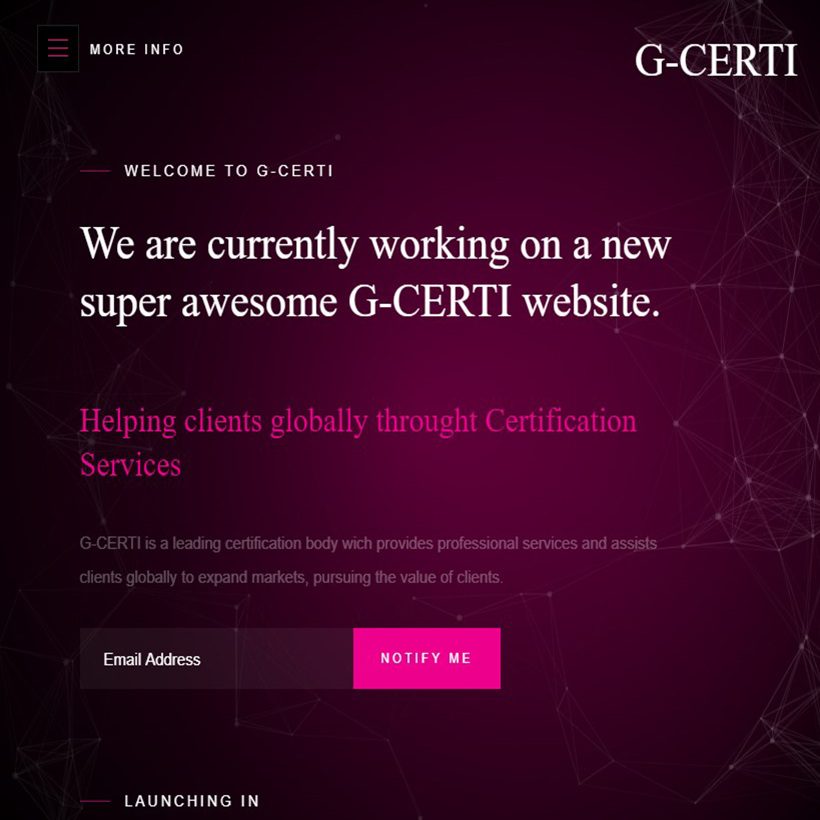 MORE INFO
G-CERTI
WELCOME TO G-CERTI
We are currently working on a new
super awesome G-CERTI website.
Helping clients globally throught Certification
Services
G-CERTI is a leading certification body wich provides professional services and assists
clients globally to expand markets, pursuing the value of clients.
Email Address
NOTIFY ME
LAUNCHING IN